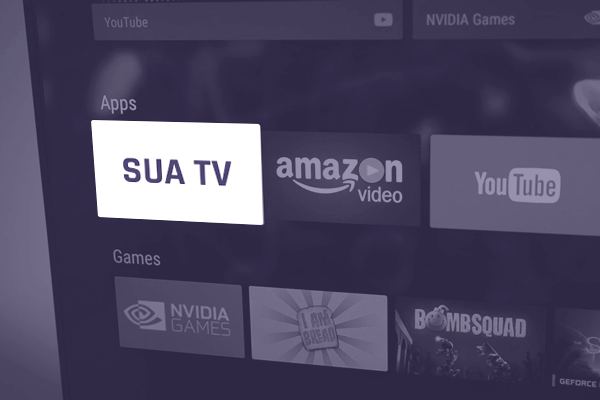 YouTube
NVIDIA Games
Apps
SUA TV
amazon
video
YouTube
Games
NVIDIA
GAMES
I AM
BREAD
BOMBSQUAD
GEFORCE